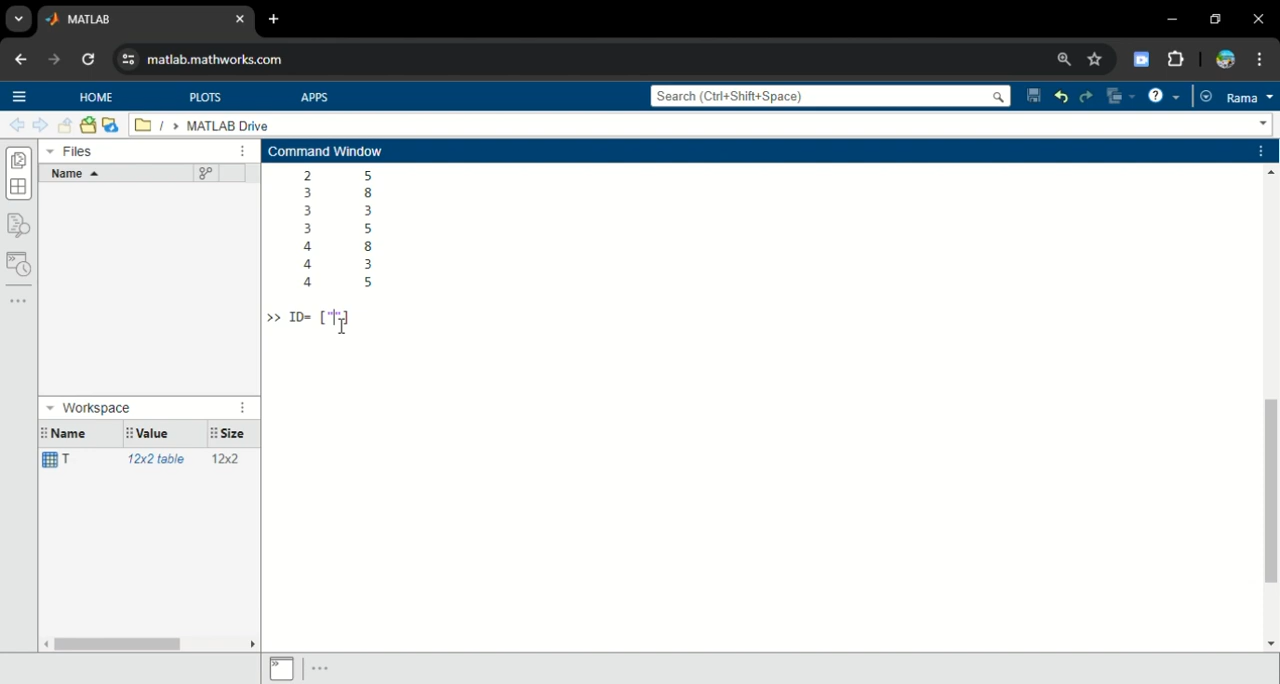 MATLAB
matlab.mathworks.com
HOME PLOTS APPS Search (Ctrl+Shift+Space) Rama
/ MATLAB Drive
Files
Name
Command Window
2 5
3 8
3 3
3 5
4 8
4 3
4 5
>> ID= [""]
Workspace
Name Value Size
T 12x2 table 12x2